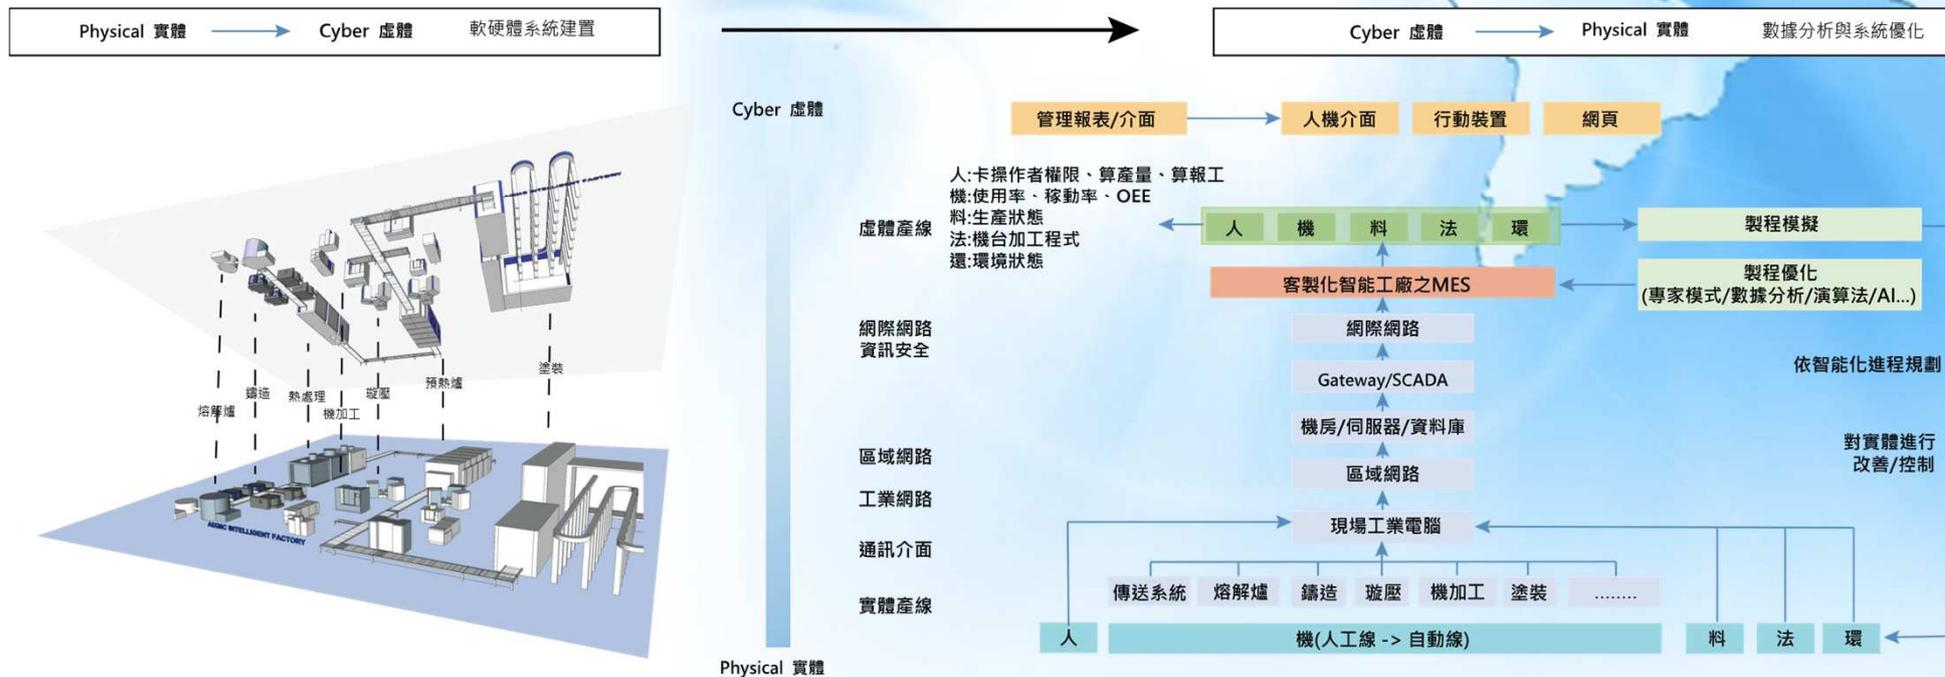 Physical 實體
Cyber 虛體
軟硬體系統建置
Cyber 虛體
Physical 實體
數據分析與系統優化
熔解爐
鑄造
熱處理
機加工
璇壓
預熱爐
塗裝
INTELLIGENT FACTORY
Cyber 虛體
管理報表/介面
人機介面
行動裝置
網頁
人:卡操作者權限、算產量、算報工
機:使用率、稼動率、OEE
料:生產狀態
法:機台加工程式
還:環境狀態
虛體產線
人
機
料
法
環
製程模擬
客製化智能工廠之MES
製程優化
(專家模式/數據分析/演算法/AI...)
網際網路
資訊安全
網際網路
Gateway/SCADA
依智能化進程規劃
機房/伺服器/資料庫
區域網路
區域網路
對實體進行
改善/控制
工業網路
現場工業電腦
通訊介面
實體產線
傳送系統
熔解爐
鑄造
璇壓
機加工
塗裝
........
人
機(人工線 -> 自動線)
料
法
環
Physical 實體